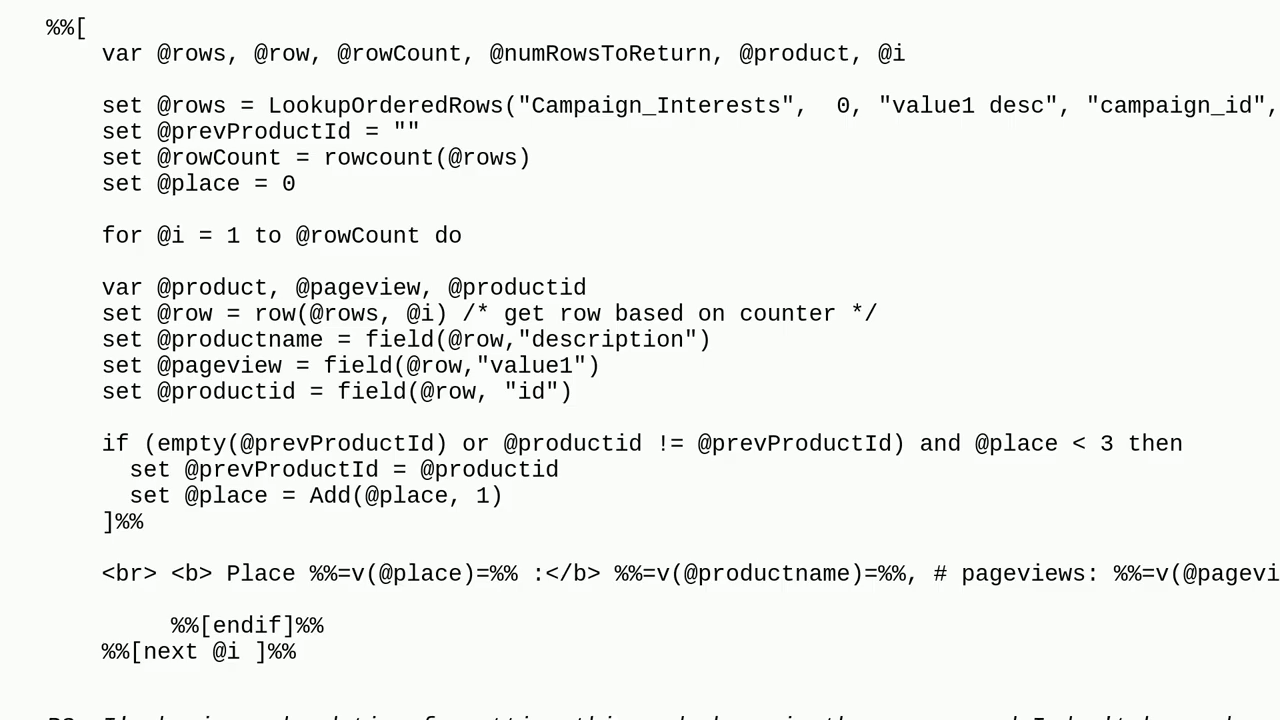 %%[
var @rows, @row, @rowCount, @numRowsToReturn, @product, @i
set @rows = LookupOrderedRows("Campaign_Interests",  0, "value1 desc", "campaign_id",
set @prevProductId = ""
set @rowCount = rowcount(@rows)
set @place = 0
for @i = 1 to @rowCount do
var @product, @pageview, @productid
set @row = row(@rows, @i) /* get row based on counter */
set @productname = field(@row,"description")
set @pageview = field(@row,"value1")
set @productid = field(@row, "id")
if (empty(@prevProductId) or @productid != @prevProductId) and @place < 3 then
set @prevProductId = @productid
set @place = Add(@place, 1)
]%%
<br> <b> Place %%=v(@place)=%% :</b> %%=v(@productname)=%%, # pageviews: %%=v(@pagevi
%%[endif]%%
%%[next @i ]%%